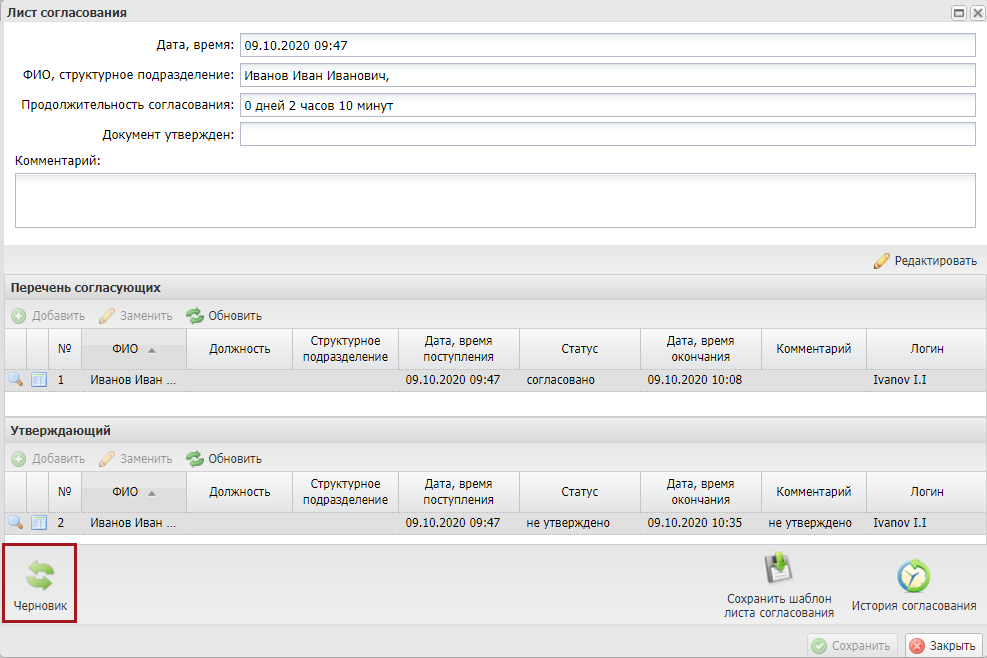 Лист согласования
Дата, время: 09.10.2020 09:47
ФИО, структурное подразделение: Иванов Иван Иванович,
Продолжительность согласования: 0 дней 2 часов 10 минут
Документ утвержден:
Комментарий:
Редактировать
Перечень согласующих
Добавить Заменить Обновить
№ ФИО Должность Структурное подразделение Дата, время поступления Статус Дата, время окончания Комментарий Логин
1 Иванов Иван ... 09.10.2020 09:47 согласовано 09.10.2020 10:08 Ivanov I.I
Утверждающий
Добавить Заменить Обновить
№ ФИО Должность Структурное подразделение Дата, время поступления Статус Дата, время окончания Комментарий Логин
2 Иванов Иван ... 09.10.2020 09:47 не утверждено 09.10.2020 10:35 не утверждено Ivanov I.I
Черновик
Сохранить шаблон
листа согласования
История согласования
Сохранить Закрыть